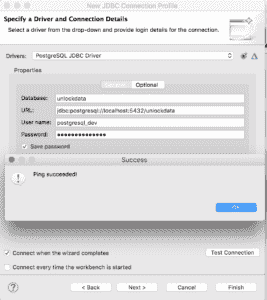 New JDBC Connection Profile
Specify a Driver and Connection Details
Select a driver from the drop-down and provide login details for the connection.
Drivers: PostgreSQL JDBC Driver
Properties
General Optional
Database: unlockdata
URL: jdbc:postgresql://localhost:5432/unlockdata
User name: postgresql_dev
Password: ••••••••••••••
Save password
Success
Ping succeeded!
OK
Connect when the wizard completes
Test Connection
Connect every time the workbench is started
? < Back Next > Cancel Finish